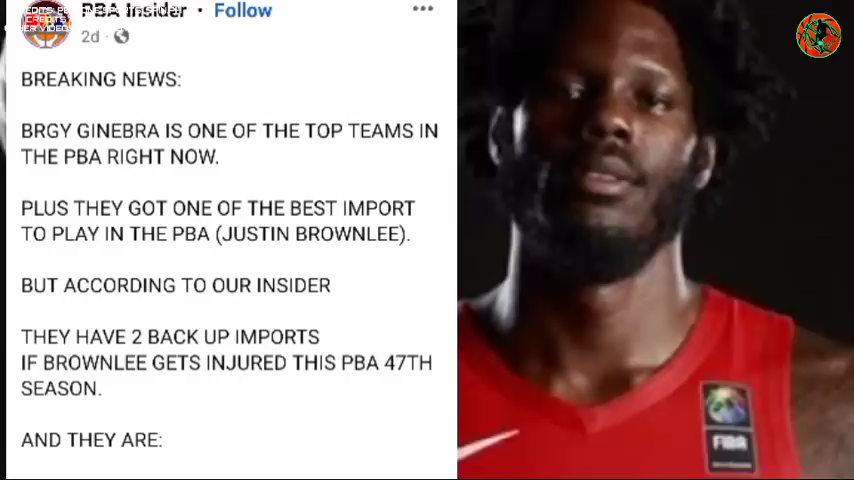 PBA Insider · Follow
2d ·
BREAKING NEWS:
BRGY GINEBRA IS ONE OF THE TOP TEAMS IN
THE PBA RIGHT NOW.
PLUS THEY GOT ONE OF THE BEST IMPORT
TO PLAY IN THE PBA (JUSTIN BROWNLEE).
BUT ACCORDING TO OUR INSIDER
THEY HAVE 2 BACK UP IMPORTS
IF BROWNLEE GETS INJURED THIS PBA 47TH
SEASON.
AND THEY ARE:
FIBA